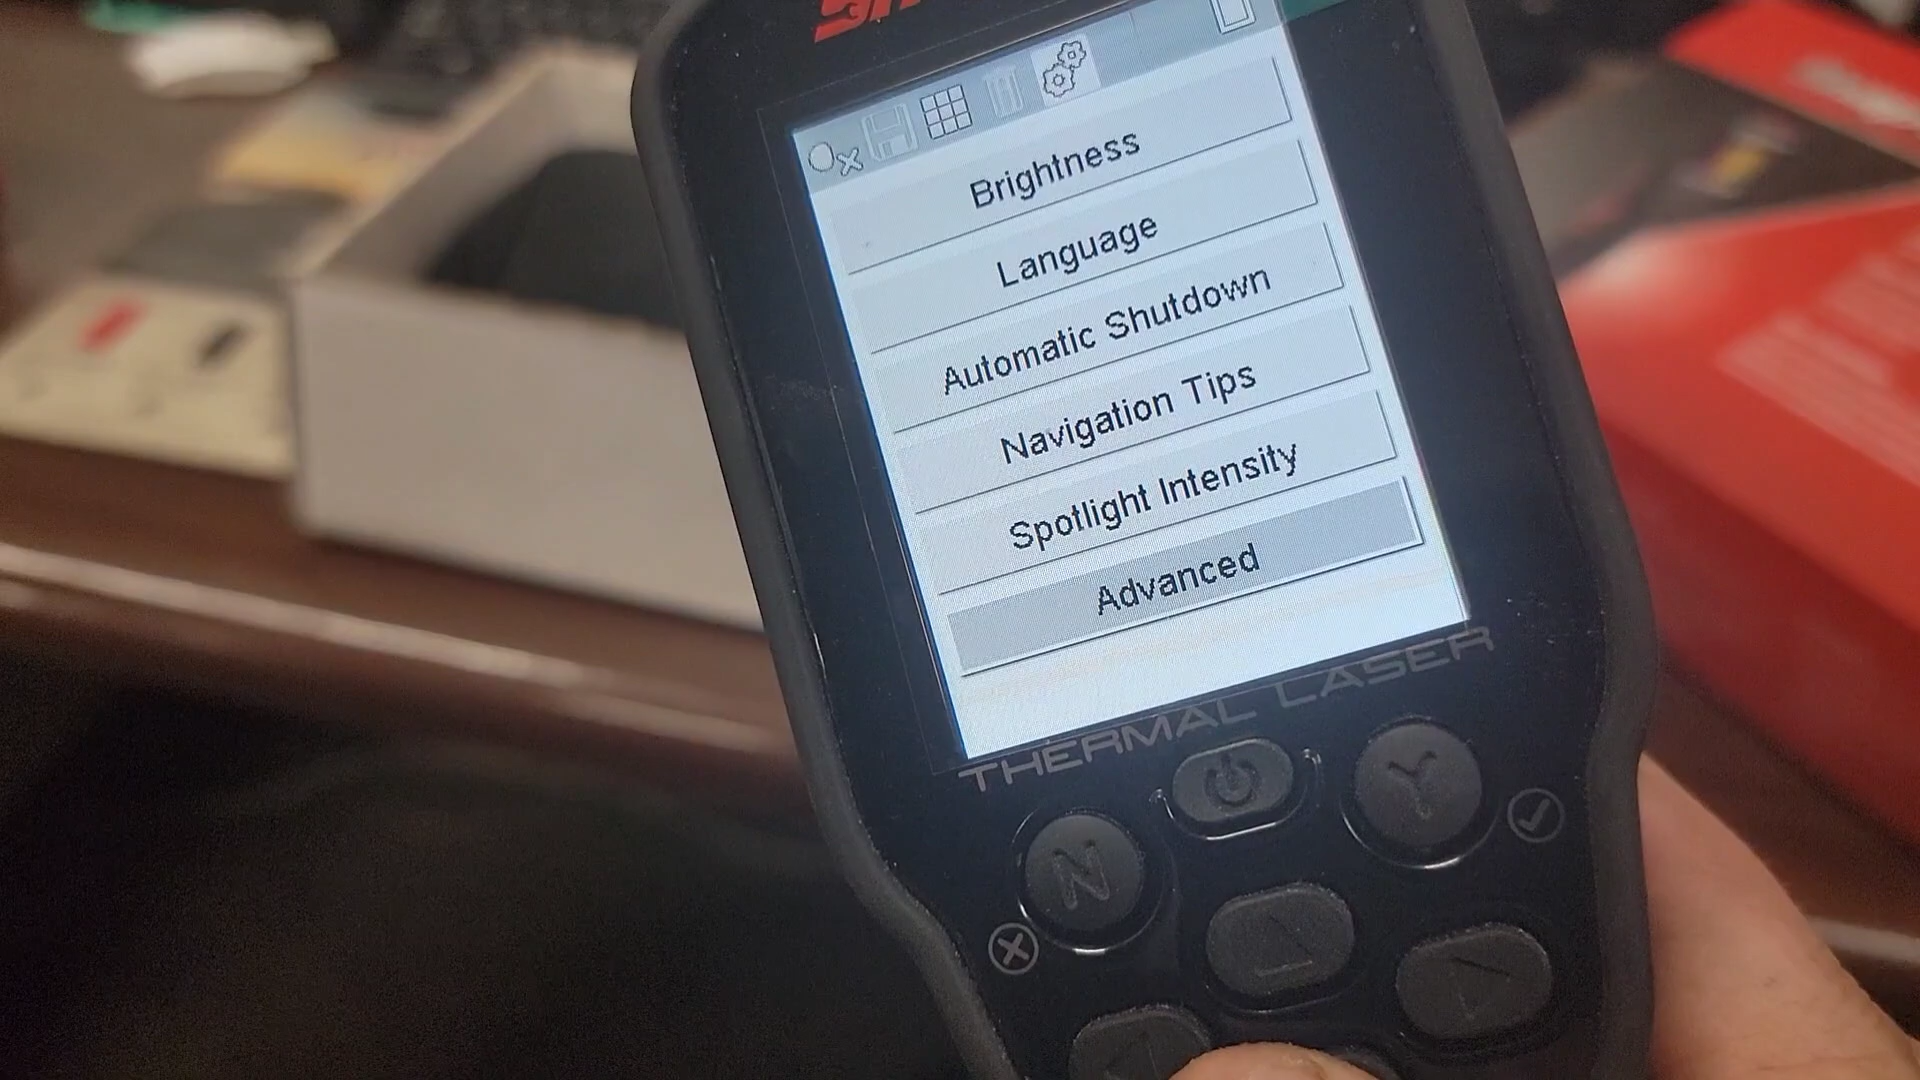 Brightness
Language
Automatic Shutdown
Navigation Tips
Spotlight Intensity
Advanced
THERMAL LASER
N
Y